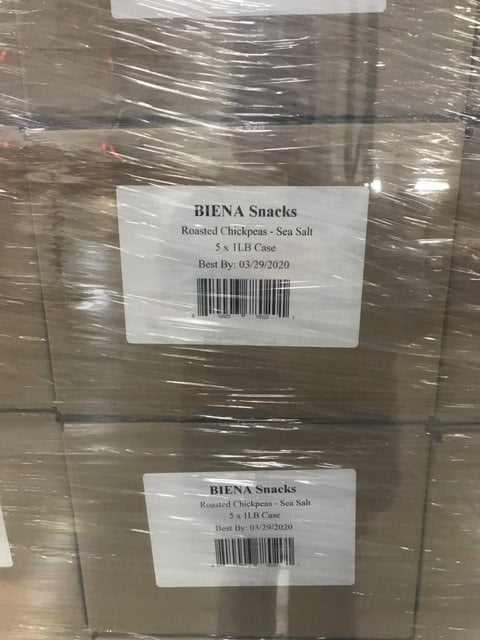 BIENA Snacks
Roasted Chickpeas - Sea Salt
5 x 1LB Case
Best By: 03/29/2020
BIENA Snacks
Roasted Chickpeas - Sea Salt
5 x 1LB Case
Best By: 03/29/2020